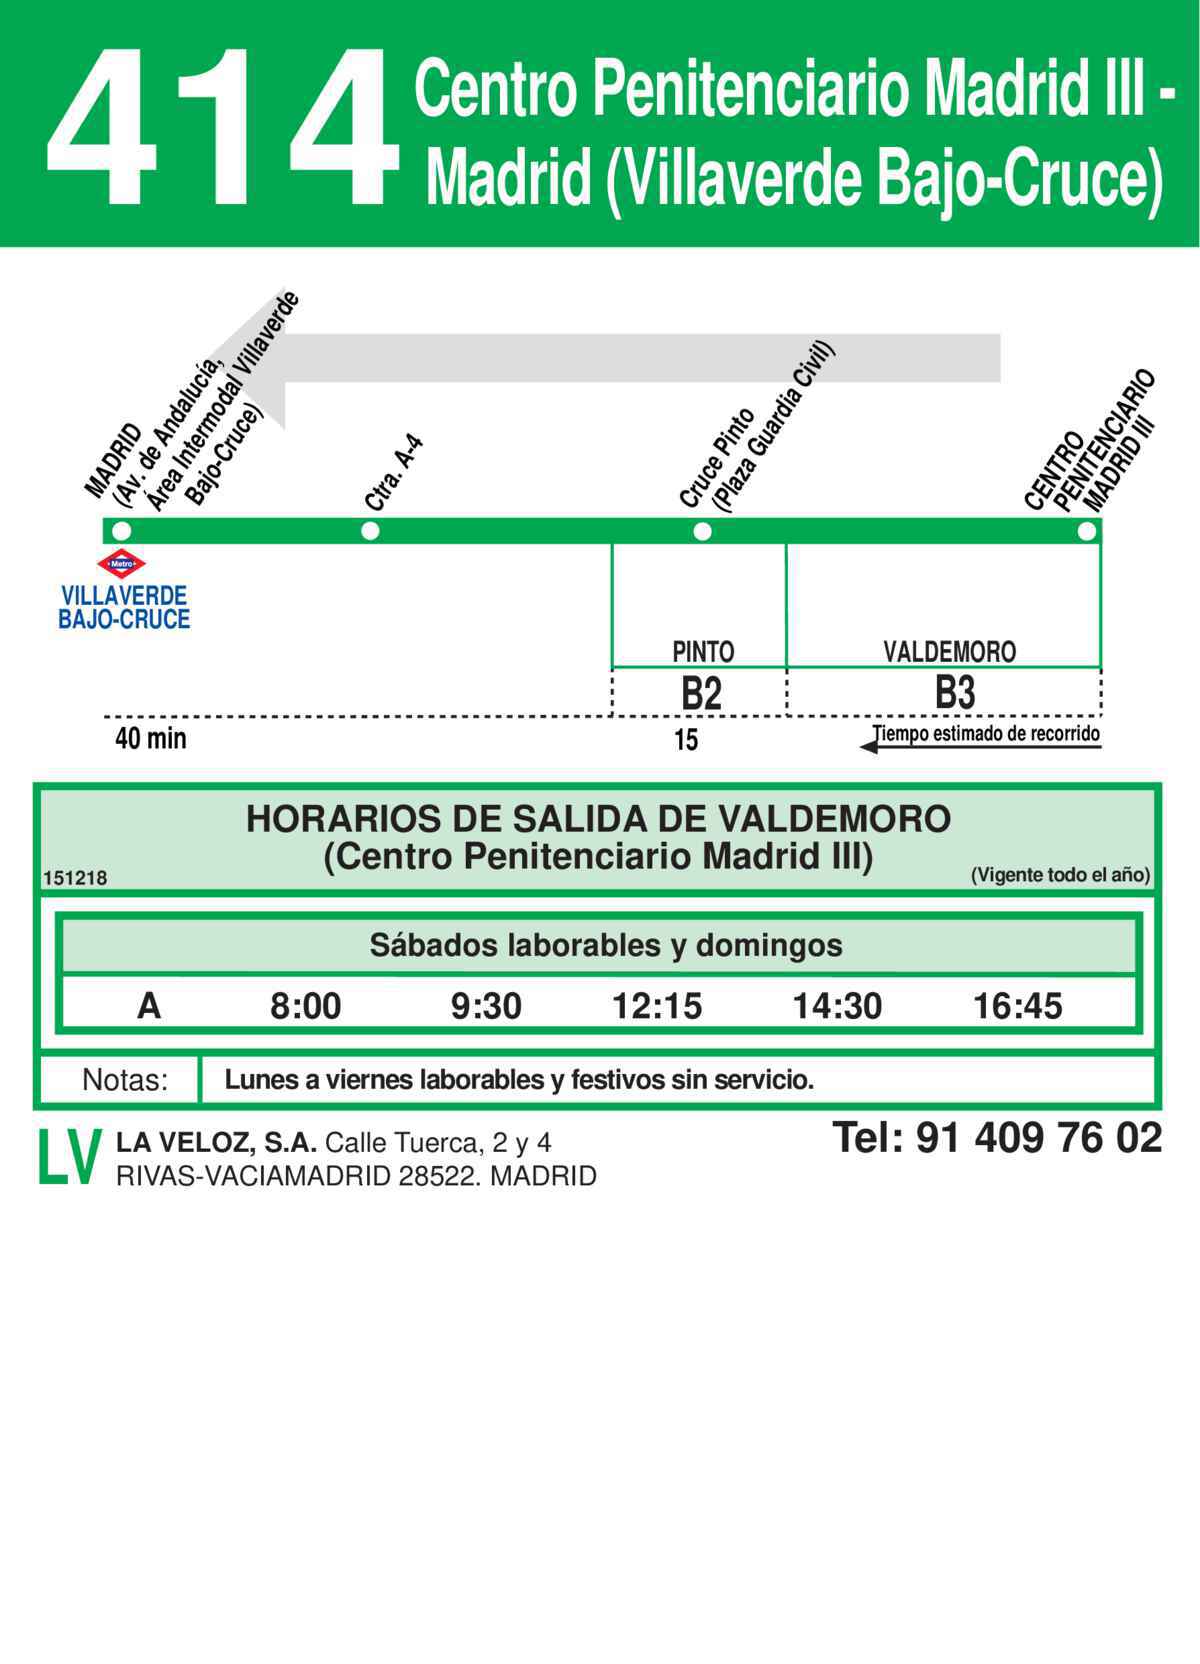 414
Centro Penitenciario Madrid III -
Madrid (Villaverde Bajo-Cruce)
MADRID
(Av. de Andalucía,
Área Intermodal Villaverde
Bajo-Cruce)
Ctra. A-4
Cruce Pinto
(Plaza Guardia Civil)
CENTRO
PENITENCIARIO
MADRID III
Metro
VILLAVERDE
BAJO-CRUCE
PINTO
VALDEMORO
B2
B3
40 min
15
Tiempo estimado de recorrido
HORARIOS DE SALIDA DE VALDEMORO
(Centro Penitenciario Madrid III)
151218
(Vigente todo el año)
Sábados laborables y domingos
A 8:00 9:30 12:15 14:30 16:45
Notas: Lunes a viernes laborables y festivos sin servicio.
LV
LA VELOZ, S.A. Calle Tuerca, 2 y 4
RIVAS-VACIAMADRID 28522. MADRID
Tel: 91 409 76 02